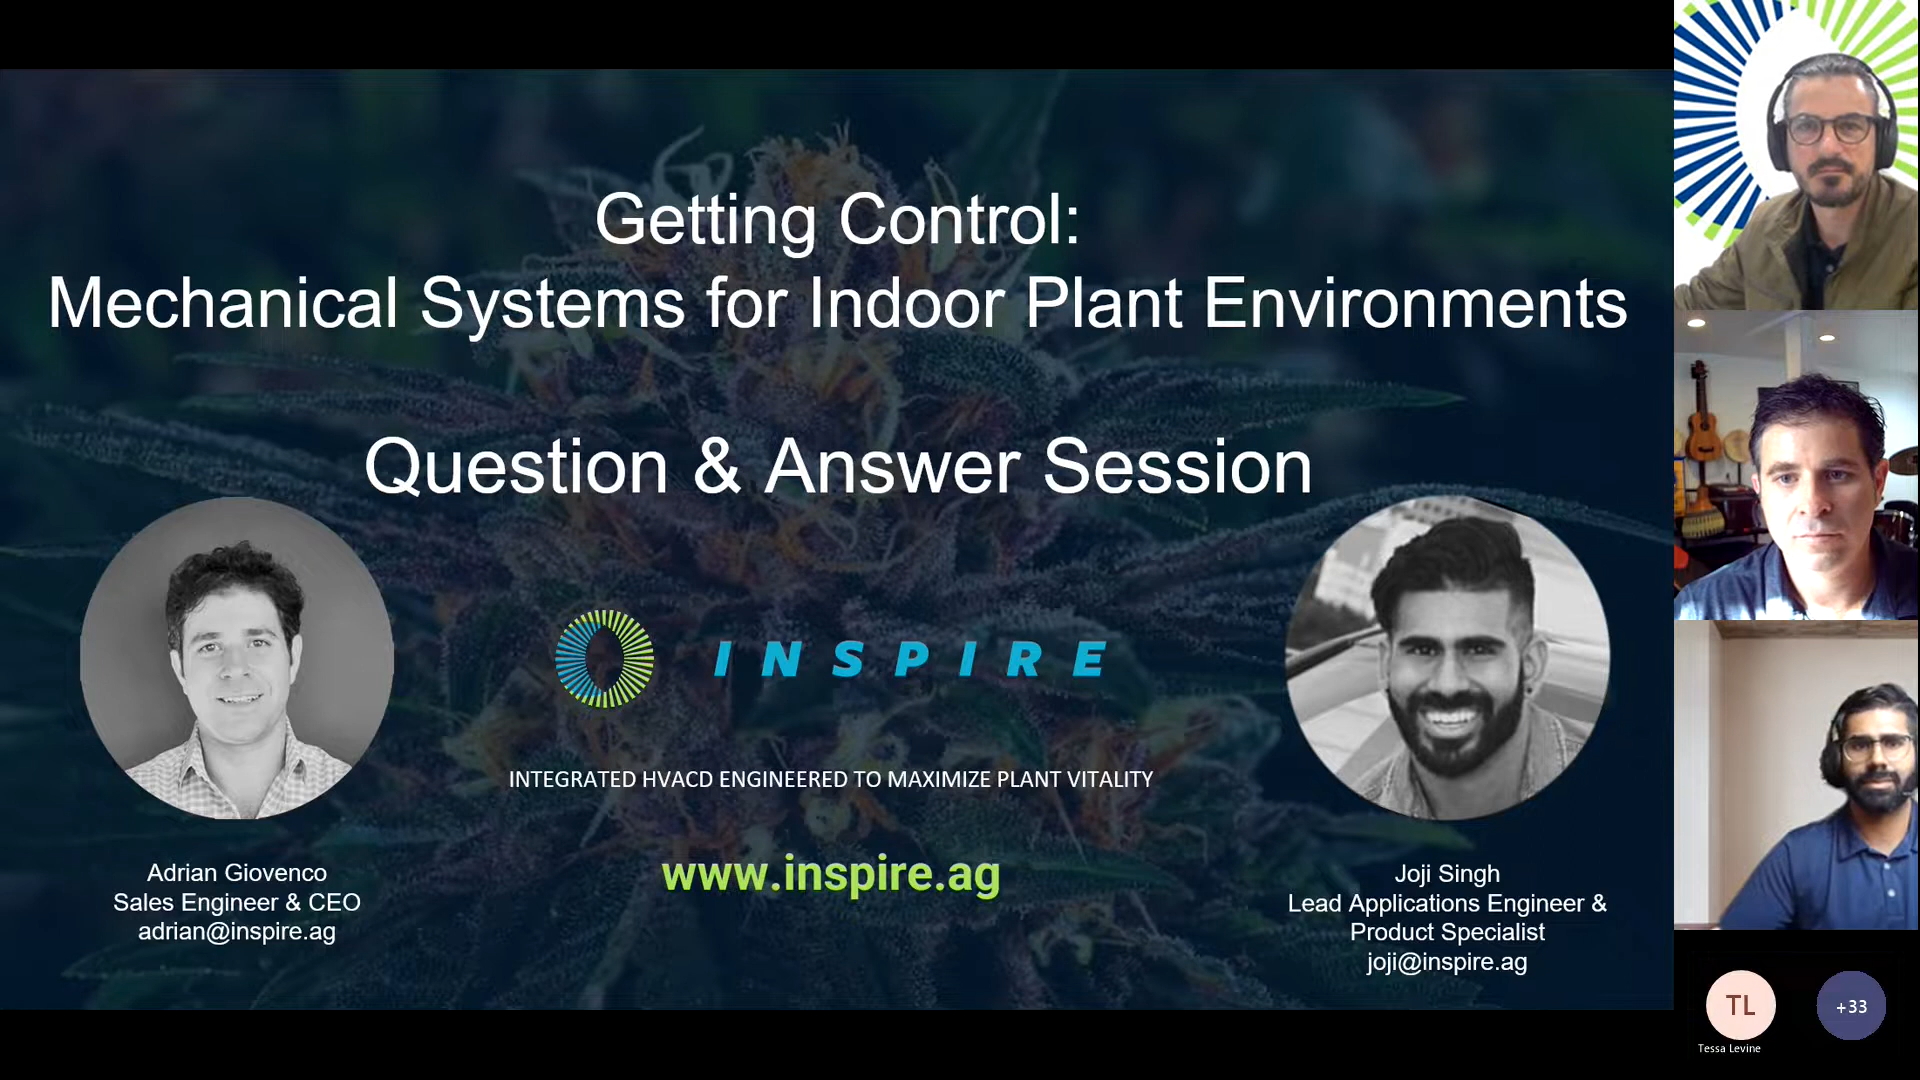 Getting Control:
Mechanical Systems for Indoor Plant Environments
Question & Answer Session
INSPIRE
INTEGRATED HVACD ENGINEERED TO MAXIMIZE PLANT VITALITY
www.inspire.ag
Adrian Giovenco
Sales Engineer & CEO
adrian@inspire.ag
Joji Singh
Lead Applications Engineer &
Product Specialist
joji@inspire.ag
TL
Tessa Levine
+33